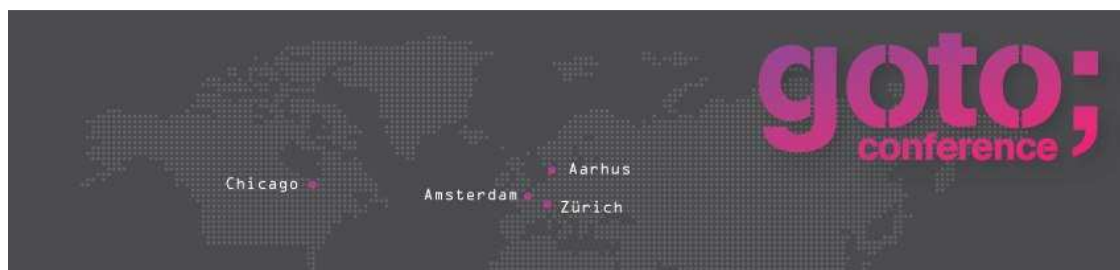 goto;
conference
Aarhus
Chicago
Amsterdam
Zürich